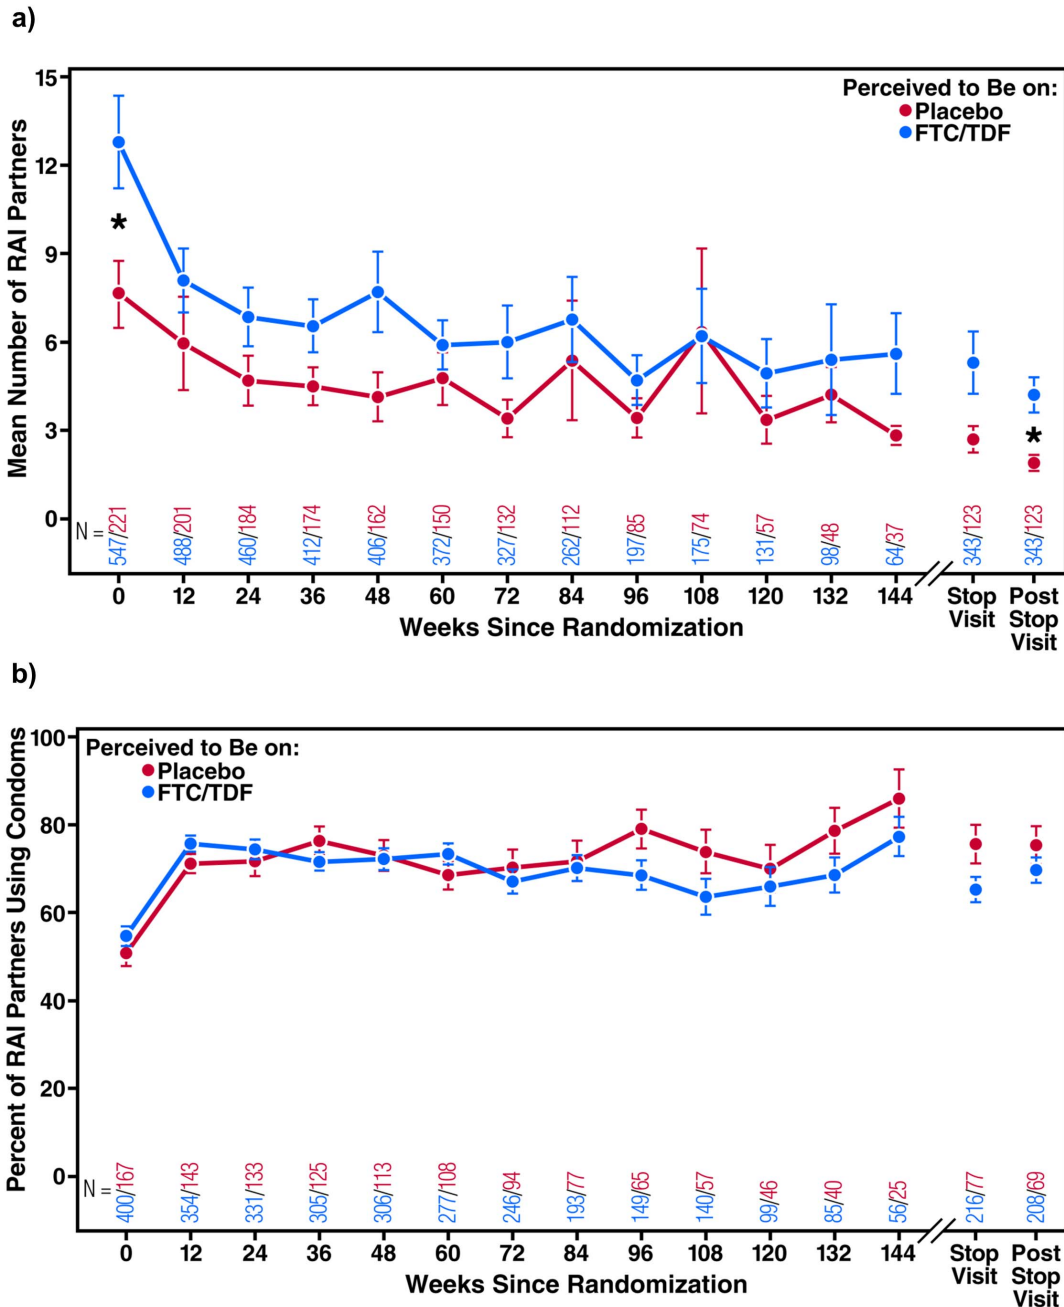 a)
Mean Number of RAI Partners
15
12
9
6
3
0
Perceived to Be on:
Placebo
FTC/TDF
*
*
N = 547/221 488/201 460/184 412/174 406/162 372/150 327/132 262/112 197/85 175/74 131/57 98/48 64/37 343/123 343/123
0 12 24 36 48 60 72 84 96 108 120 132 144 Stop Visit Post Stop Visit
Weeks Since Randomization
b)
Percent of RAI Partners Using Condoms
100
80
60
40
20
0
Perceived to Be on:
Placebo
FTC/TDF
N = 400/167 354/143 331/133 305/125 306/113 277/108 246/94 193/77 149/65 140/57 99/46 85/40 56/25 216/77 208/69
0 12 24 36 48 60 72 84 96 108 120 132 144 Stop Visit Post Stop Visit
Weeks Since Randomization